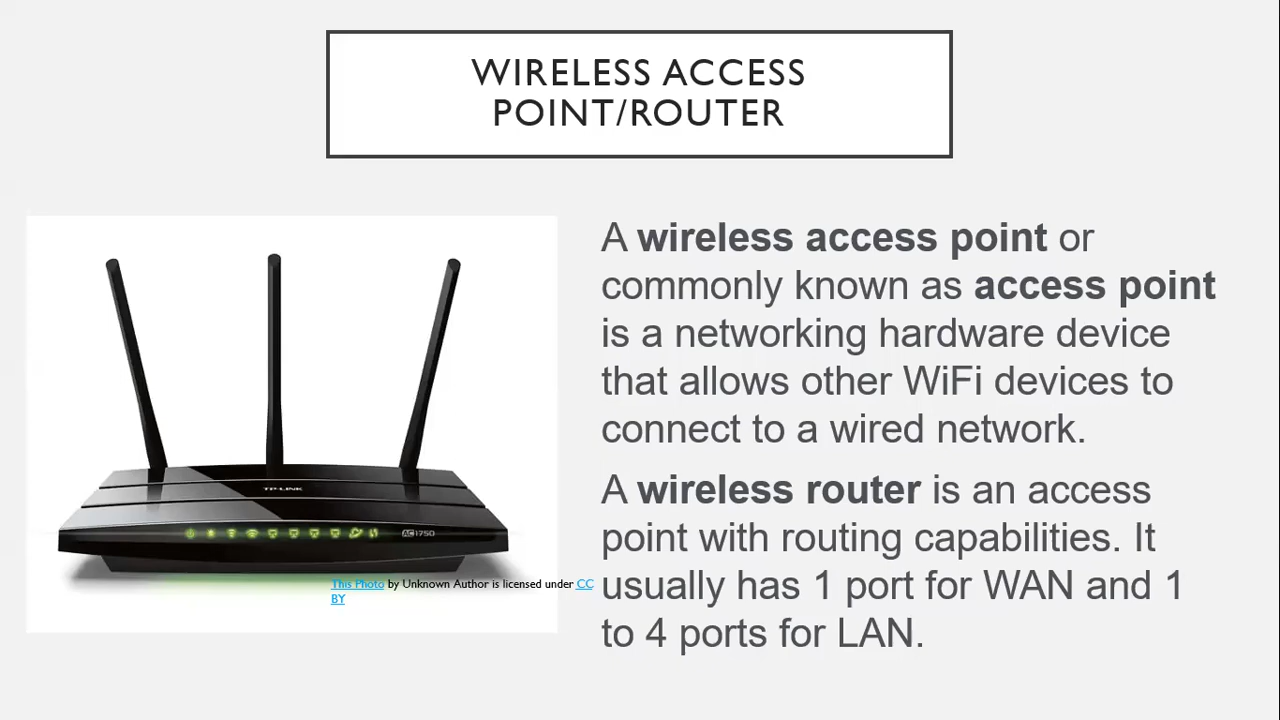 WIRELESS ACCESS
POINT/ROUTER
TP-LINK
AC1750
This Photo by Unknown Author is licensed under CC
BY
A wireless access point or
commonly known as access point
is a networking hardware device
that allows other WiFi devices to
connect to a wired network.
A wireless router is an access
point with routing capabilities. It
usually has 1 port for WAN and 1
to 4 ports for LAN.